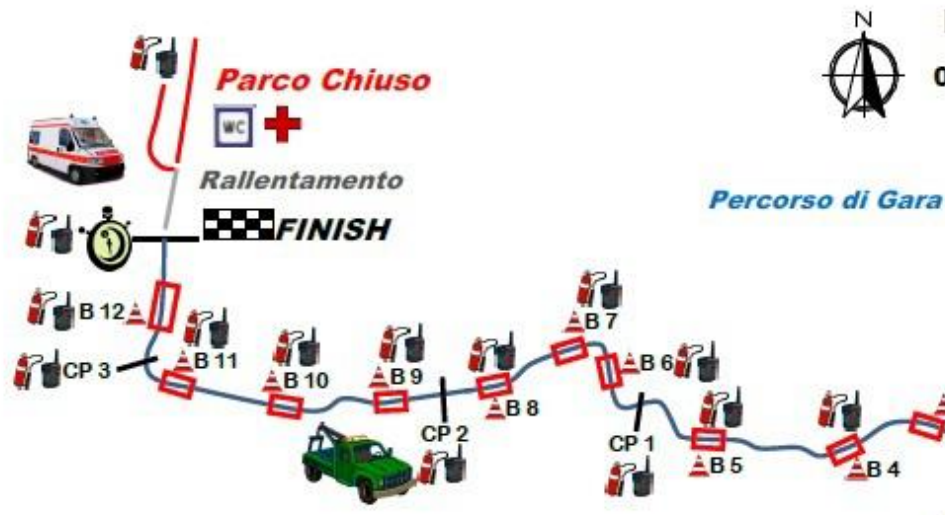 N
0
Parco Chiuso
WC
Rallentamento
Percorso di Gara
FINISH
B 12
B 7
CP 3
B 11
B 6
B 10
B 9
B 8
CP 2
CP 1
B 5
B 4